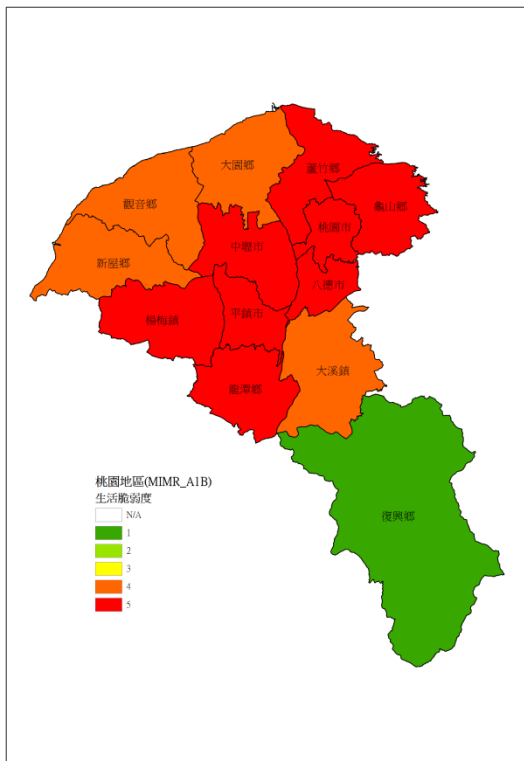 大園鄉
蘆竹鄉
觀音鄉
龜山鄉
桃園市
中壢市
新屋鄉
八德市
楊梅鎮
平鎮市
大溪鎮
龍潭鄉
復興鄉
桃園地區(MIMR_A1B)
生活脆弱度
N/A
1
2
3
4
5